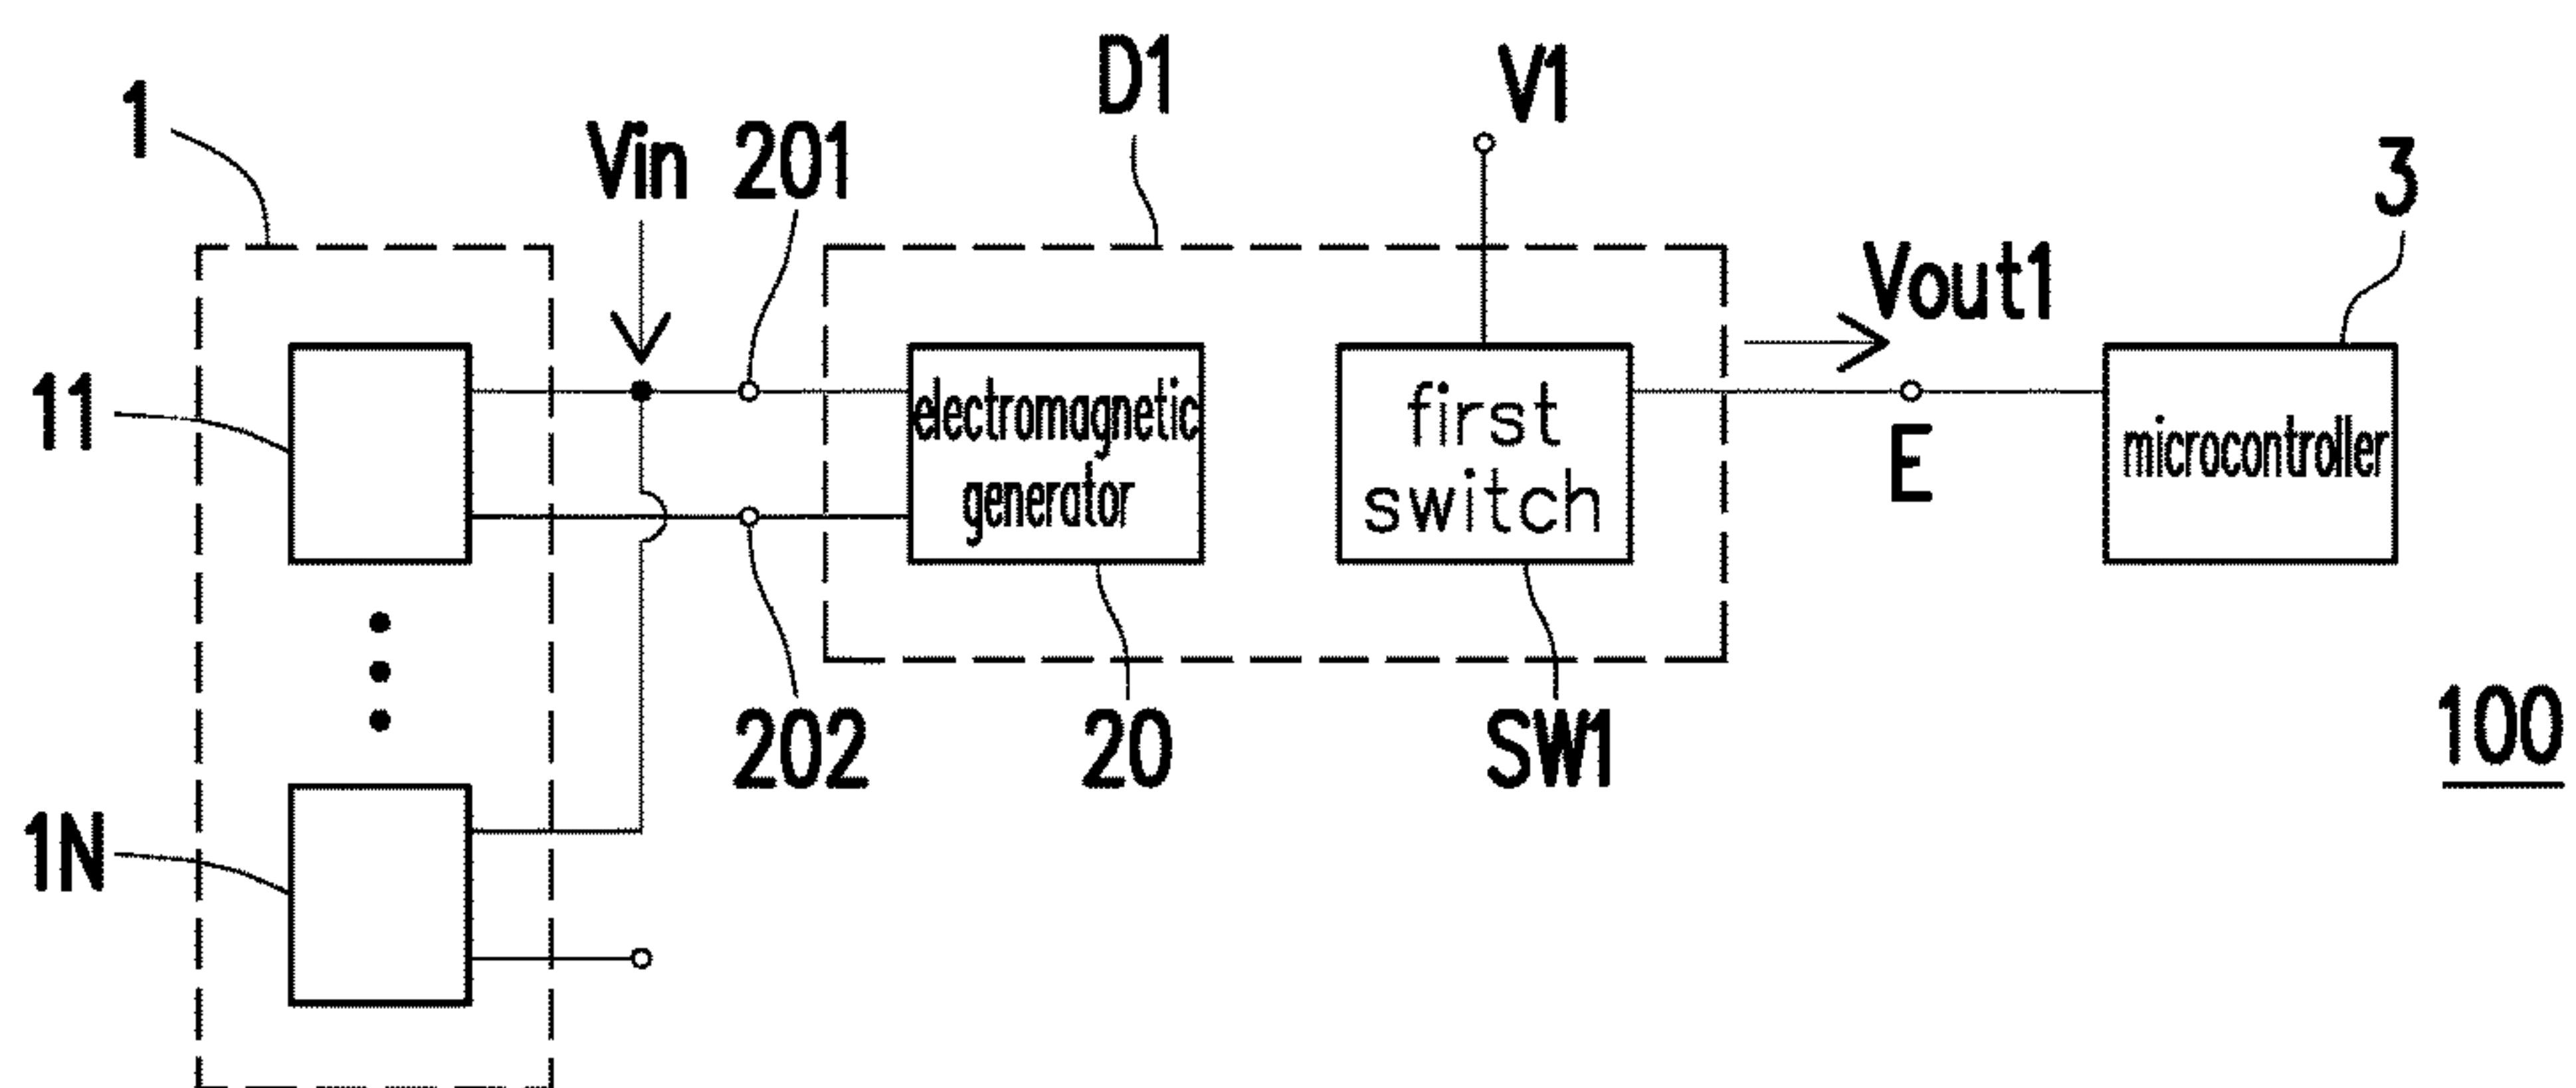 D1
V1
1
Vin
201
3
Vout1
11
electromagnetic
generator
first
switch
microcontroller
E
202
20
SW1
100
1N